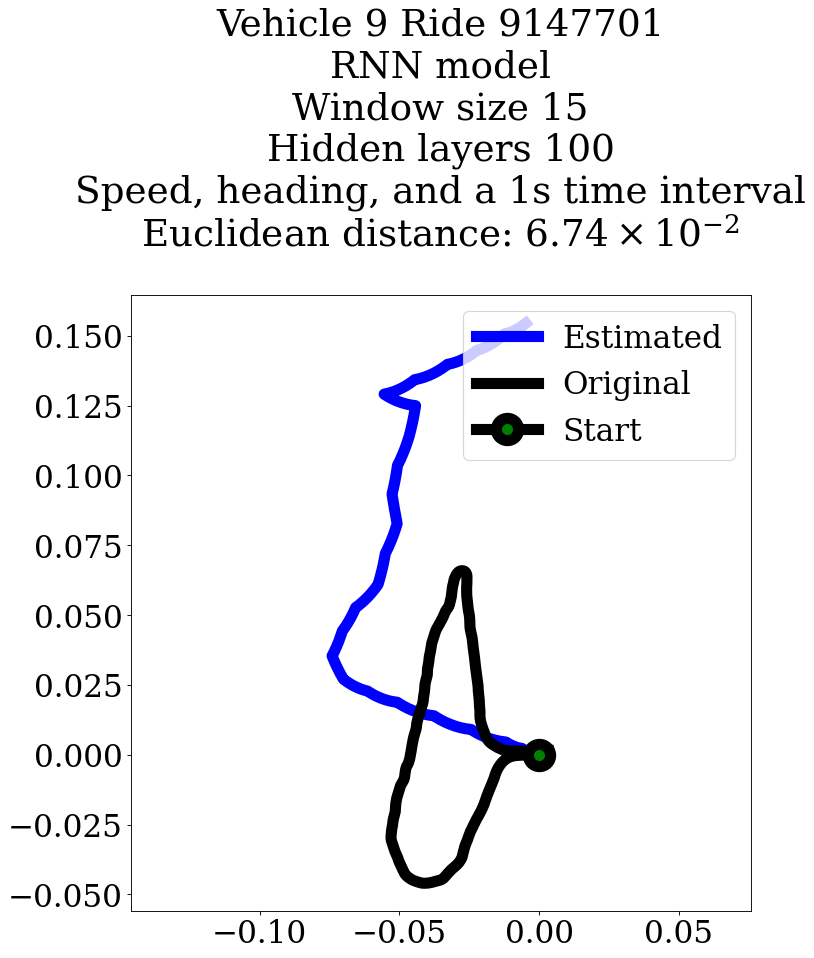 Vehicle 9 Ride 9147701
RNN model
Window size 15
Hidden layers 100
Speed, heading, and a 1s time interval
Euclidean distance: 6.74 × 10⁻²
Estimated
Original
Start
0.150
0.125
0.100
0.075
0.050
0.025
0.000
−0.025
−0.050
−0.10 −0.05 0.00 0.05